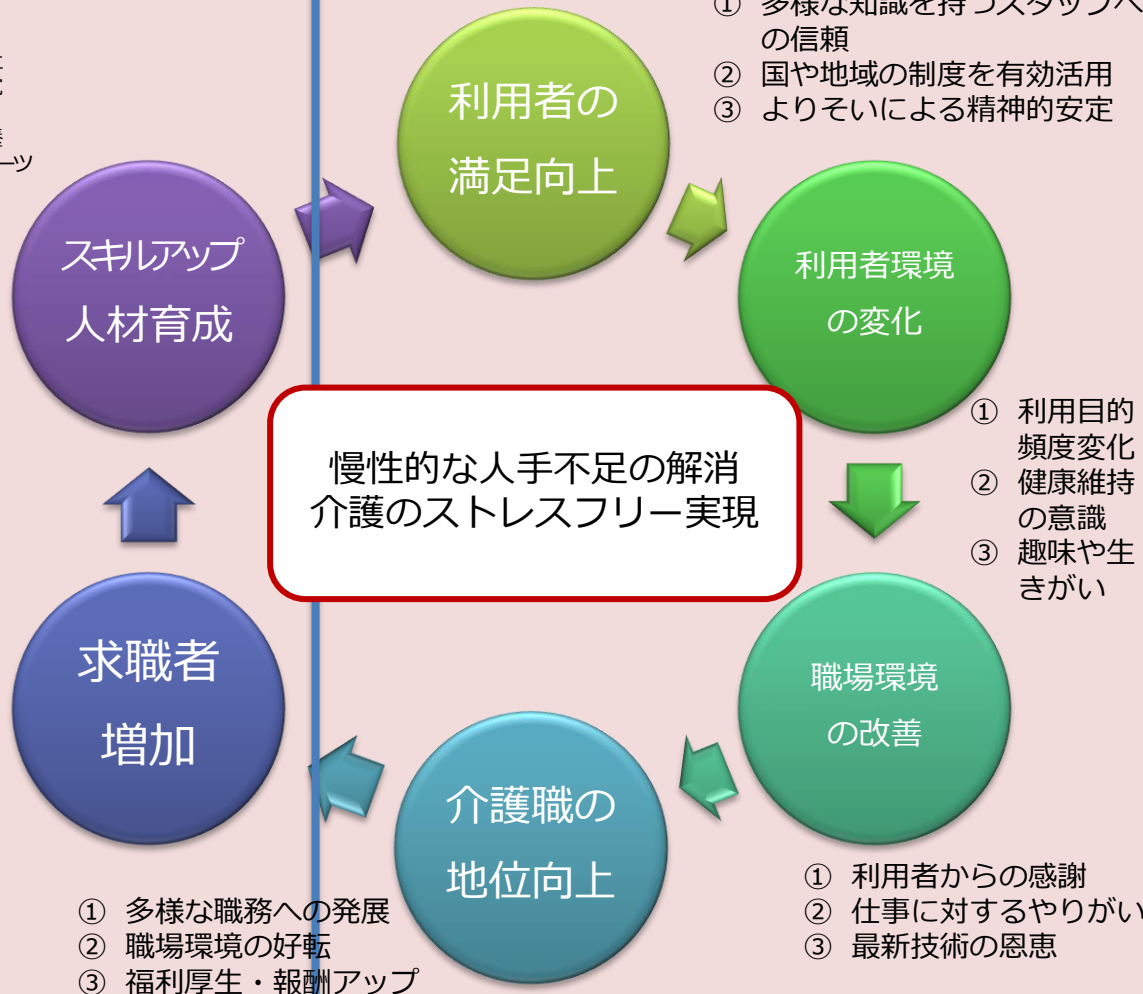 ① 多様な知識を持つスタッフへ
の信頼
② 国や地域の制度を有効活用
③ よりそいによる精神的安定
ーツ
利用者の
満足向上
スキルアップ
人材育成
利用者環境
の変化
① 利用目的
頻度変化
② 健康維持
の意識
③ 趣味や生
きがい
慢性的な人手不足の解消
介護のストレスフリー実現
求職者
増加
職場環境
の改善
介護職の
地位向上
① 利用者からの感謝
② 仕事に対するやりがい
③ 最新技術の恩恵
① 多様な職務への発展
② 職場環境の好転
③ 福利厚生・報酬アップ